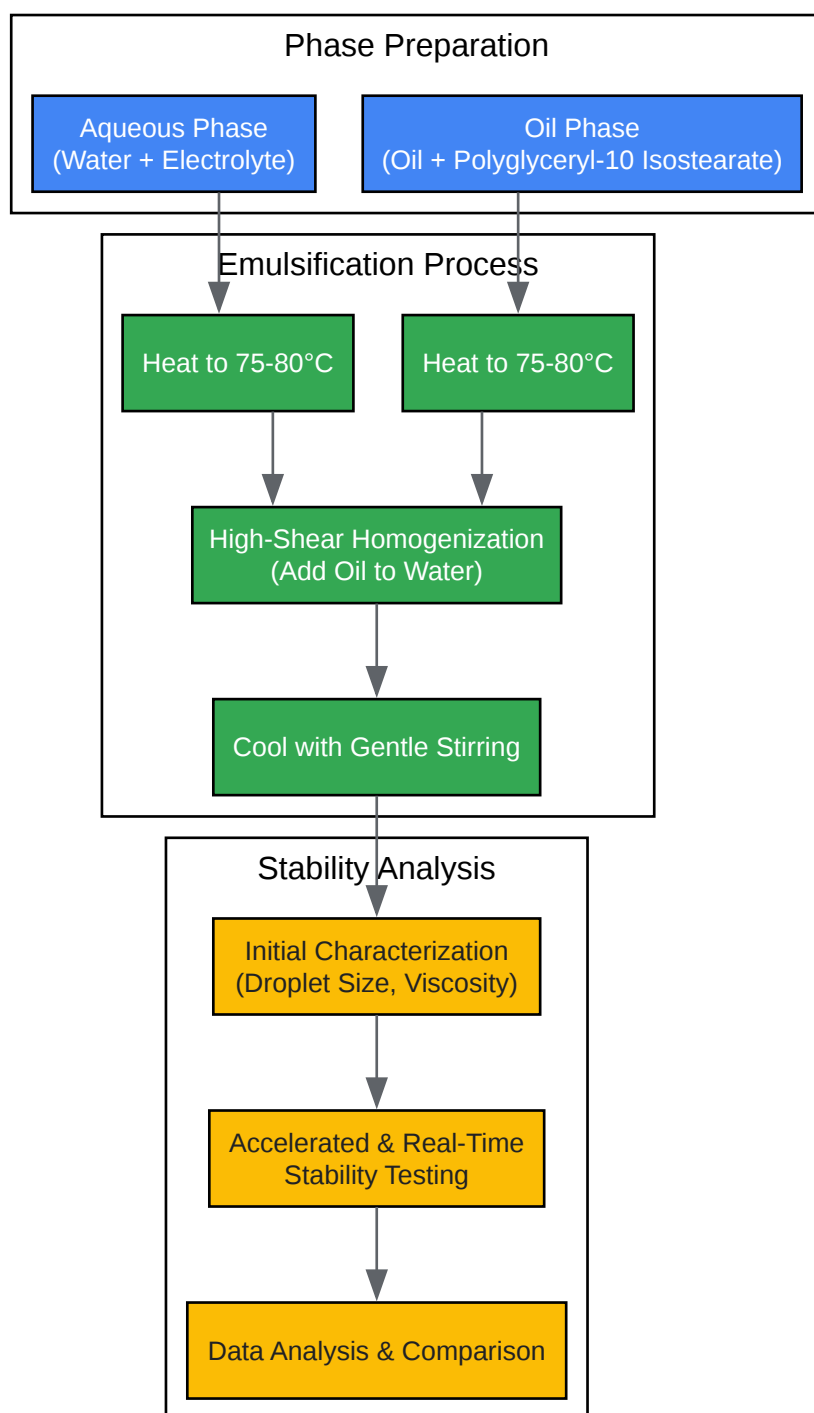 Phase Preparation
Aqueous Phase
(Water + Electrolyte)
Oil Phase
(Oil + Polyglyceryl-10 Isostearate)
Emulsification Process
Heat to 75-80°C
Heat to 75-80°C
High-Shear Homogenization
(Add Oil to Water)
Cool with Gentle Stirring
Stability Analysis
Initial Characterization
(Droplet Size, Viscosity)
Accelerated & Real-Time
Stability Testing
Data Analysis & Comparison